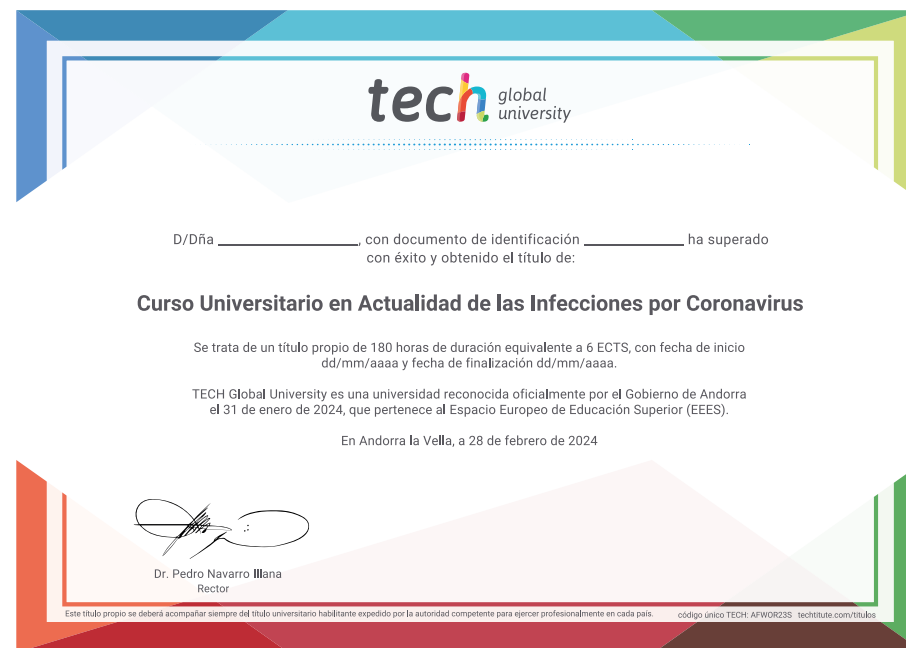 tech global university
D/Dña ____________________, con documento de identificación ______________ ha superado
con éxito y obtenido el título de:
Curso Universitario en Actualidad de las Infecciones por Coronavirus
Se trata de un título propio de 180 horas de duración equivalente a 6 ECTS, con fecha de inicio
dd/mm/aaaa y fecha de finalización dd/mm/aaaa.
TECH Global University es una universidad reconocida oficialmente por el Gobierno de Andorra
el 31 de enero de 2024, que pertenece al Espacio Europeo de Educación Superior (EEES).
En Andorra la Vella, a 28 de febrero de 2024
Dr. Pedro Navarro Illana
Rector
Este título propio se deberá acompañar siempre del título universitario habilitante expedido por la autoridad competente para ejercer profesionalmente en cada país.
código único TECH: AFWOR23S techtitute.com/titulos